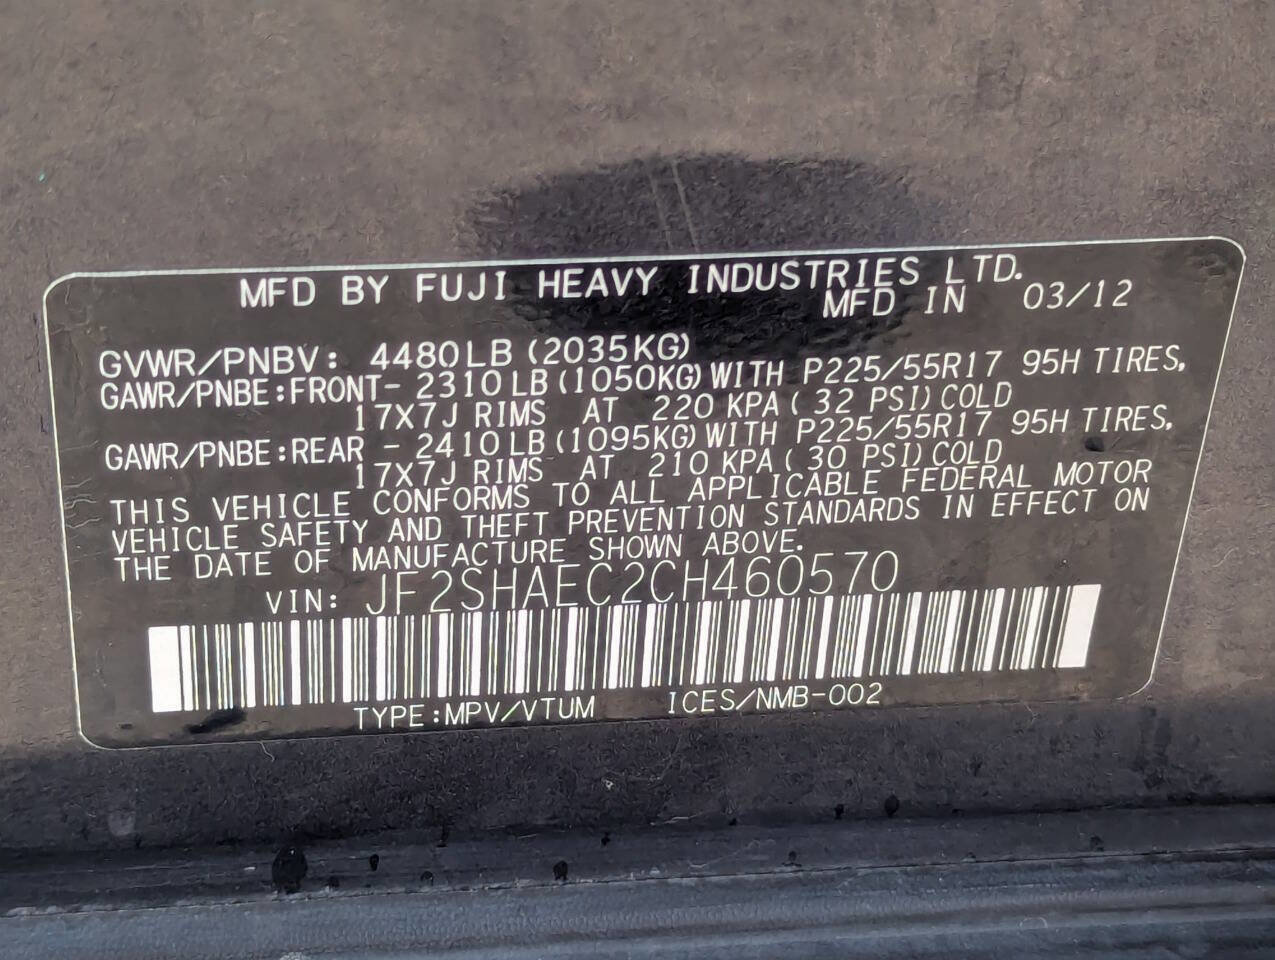 MFD BY FUJI HEAVY INDUSTRIES LTD.
MFD IN 03/12
GVWR/PNBV: 4480LB (2035KG)
GAWR/PNBE:FRONT- 2310LB(1050KG)WITH P225/55R17 95H TIRES,
17X7J RIMS AT 220 KPA(32 PSI)COLD
GAWR/PNBE:REAR -2410LB(1095KG)WITH P225/55R17 95H TIRES,
17X7J RIMS AT 210 KPA(30 PSI)COLD
THIS VEHICLE CONFORMS TO ALL APPLICABLE FEDERAL MOTOR
VEHICLE SAFETY AND THEFT PREVENTION STANDARDS IN EFFECT ON
THE DATE OF MANUFACTURE SHOWN ABOVE.
VIN: JF2SHAEC2CH460570
TYPE:MPV/VTUM ICES/NMB-002